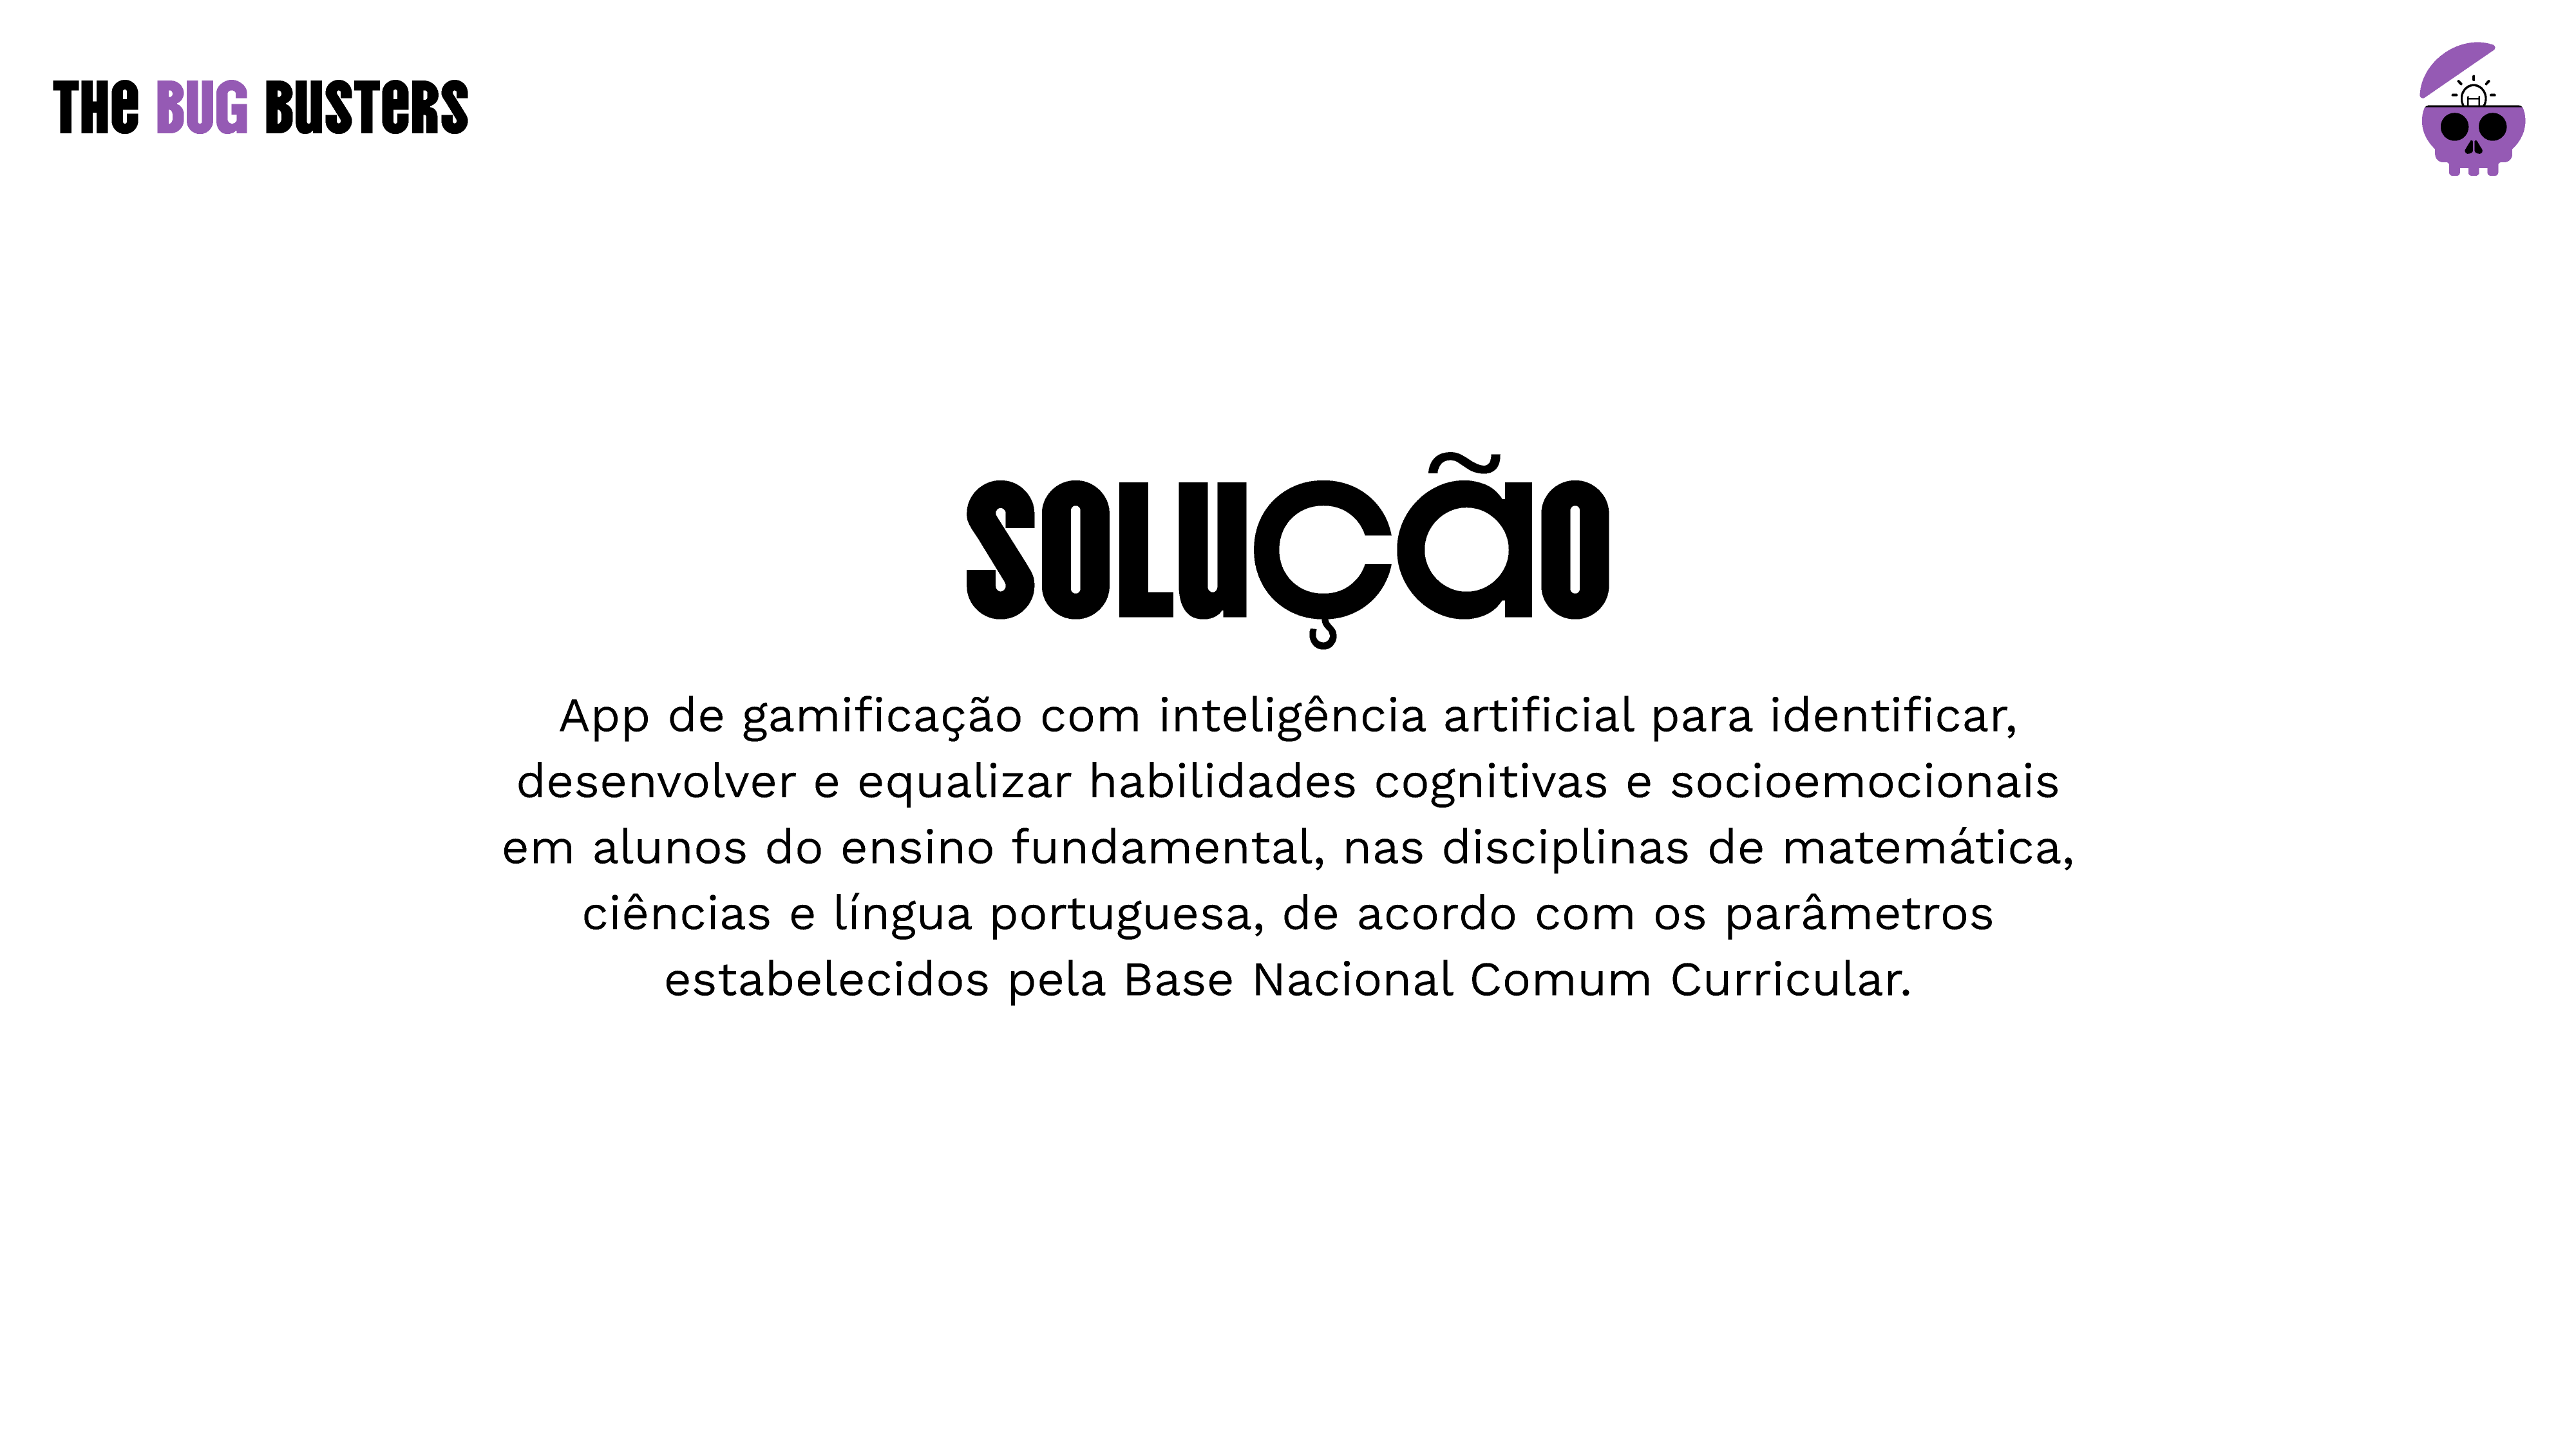 THE BUG BUSTERS
SOLUÇÃO
App de gamificação com inteligência artificial para identificar,
desenvolver e equalizar habilidades cognitivas e socioemocionais
em alunos do ensino fundamental, nas disciplinas de matemática,
ciências e língua portuguesa, de acordo com os parâmetros
estabelecidos pela Base Nacional Comum Curricular.